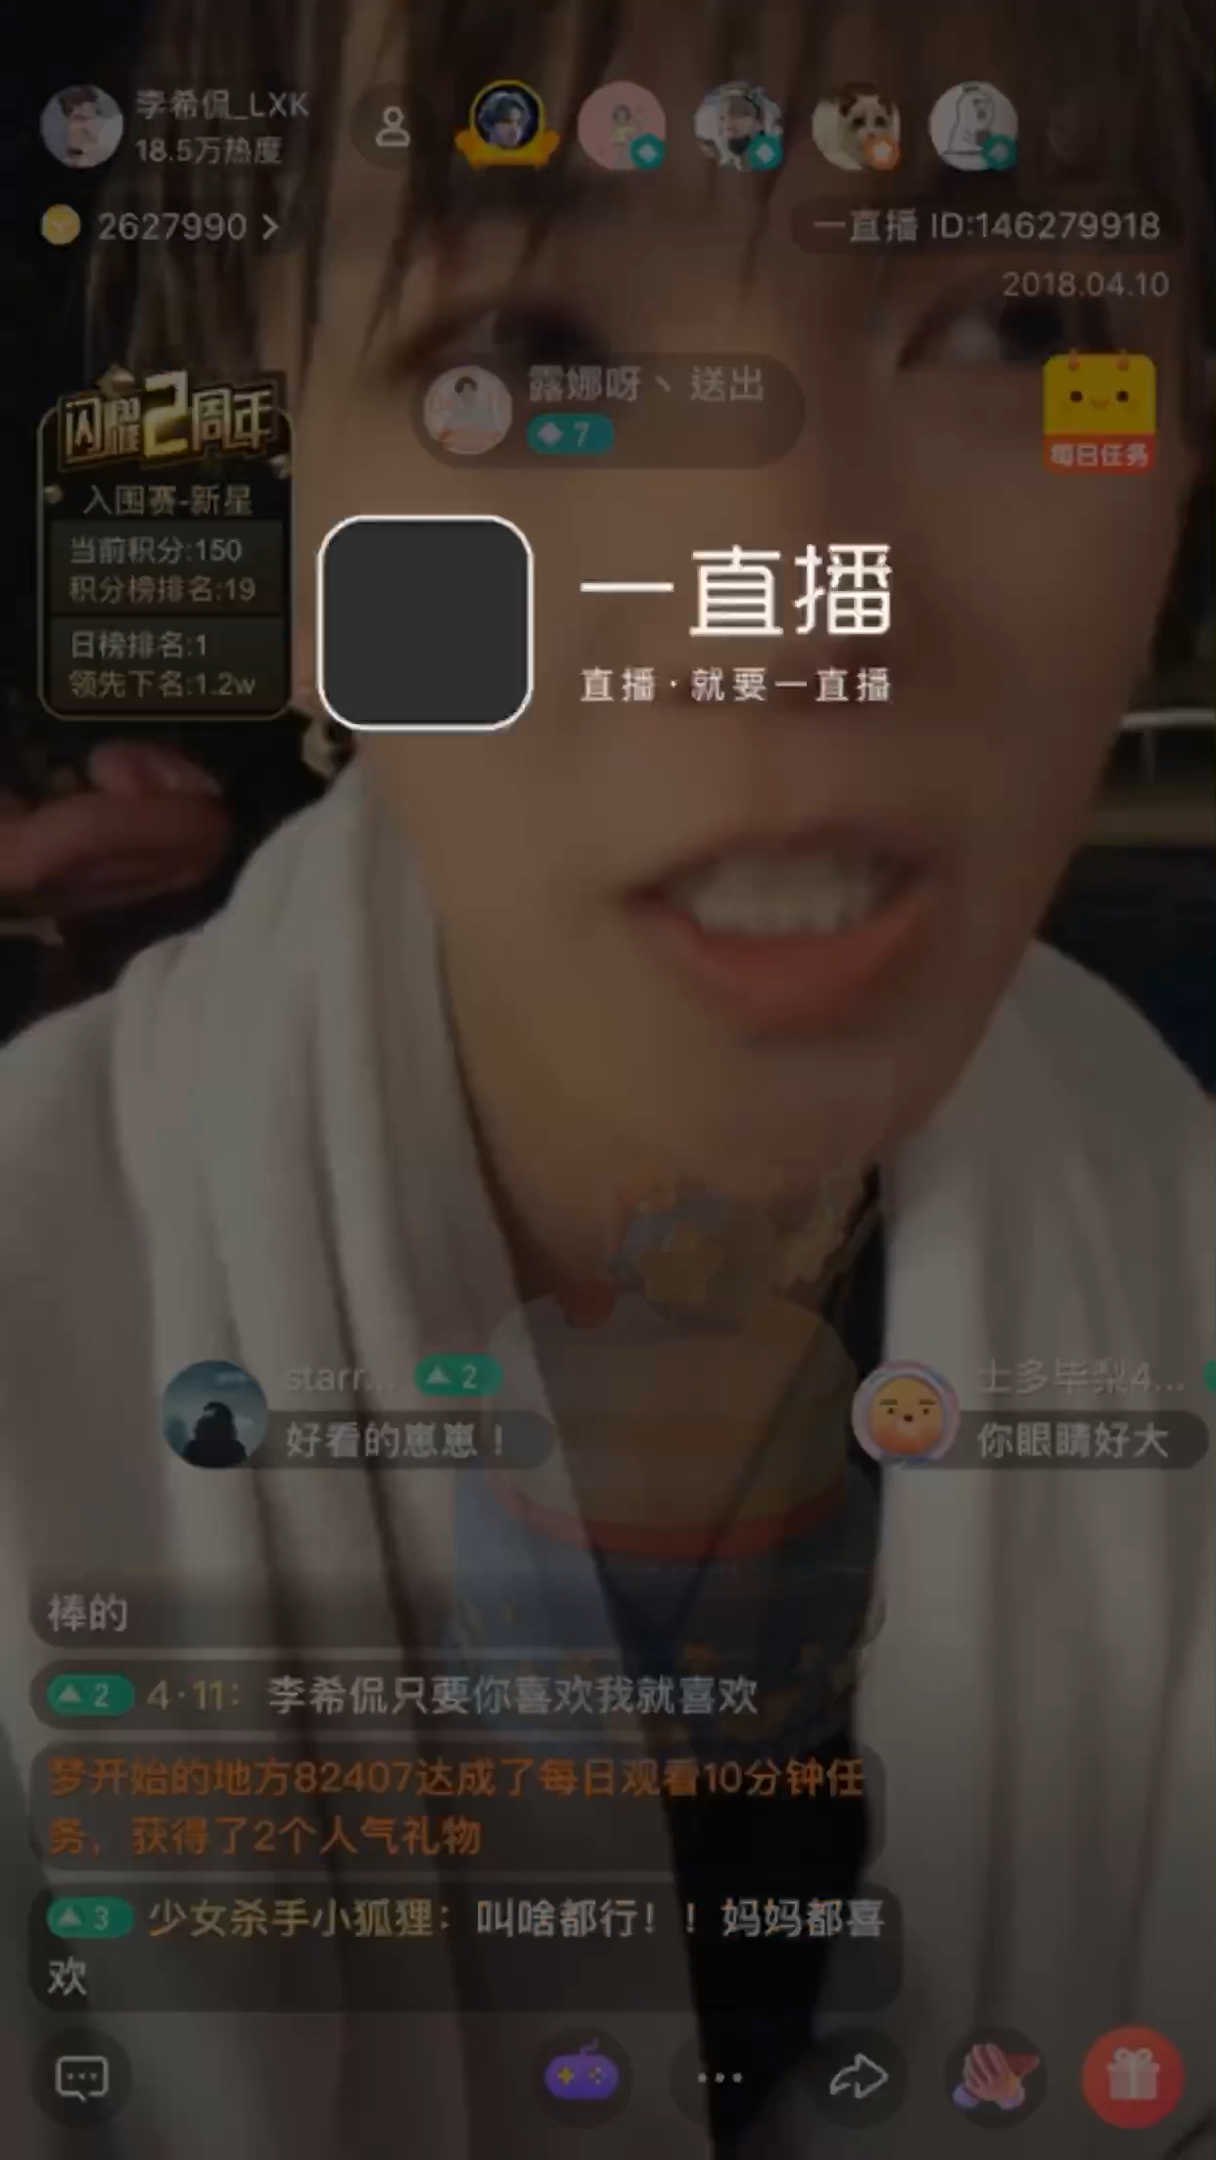 李希侃_LXK
18.5万热度
2627990 >
一直播 ID:146279918
2018.04.10
露娜呀丶 送出
7
每日任务
闪耀2周年
入围赛-新星
当前积分:150
积分榜排名:19
日榜排名:1
领先下名:1.2w
一直播
直播·就要一直播
starr... 2
好看的崽崽!
士多毕梨4...
你眼睛好大
棒的
2 4·11: 李希侃只要你喜欢我就喜欢
梦开始的地方82407达成了每日观看10分钟任
务，获得了2个人气礼物
3 少女杀手小狐狸: 叫啥都行！！妈妈都喜
欢